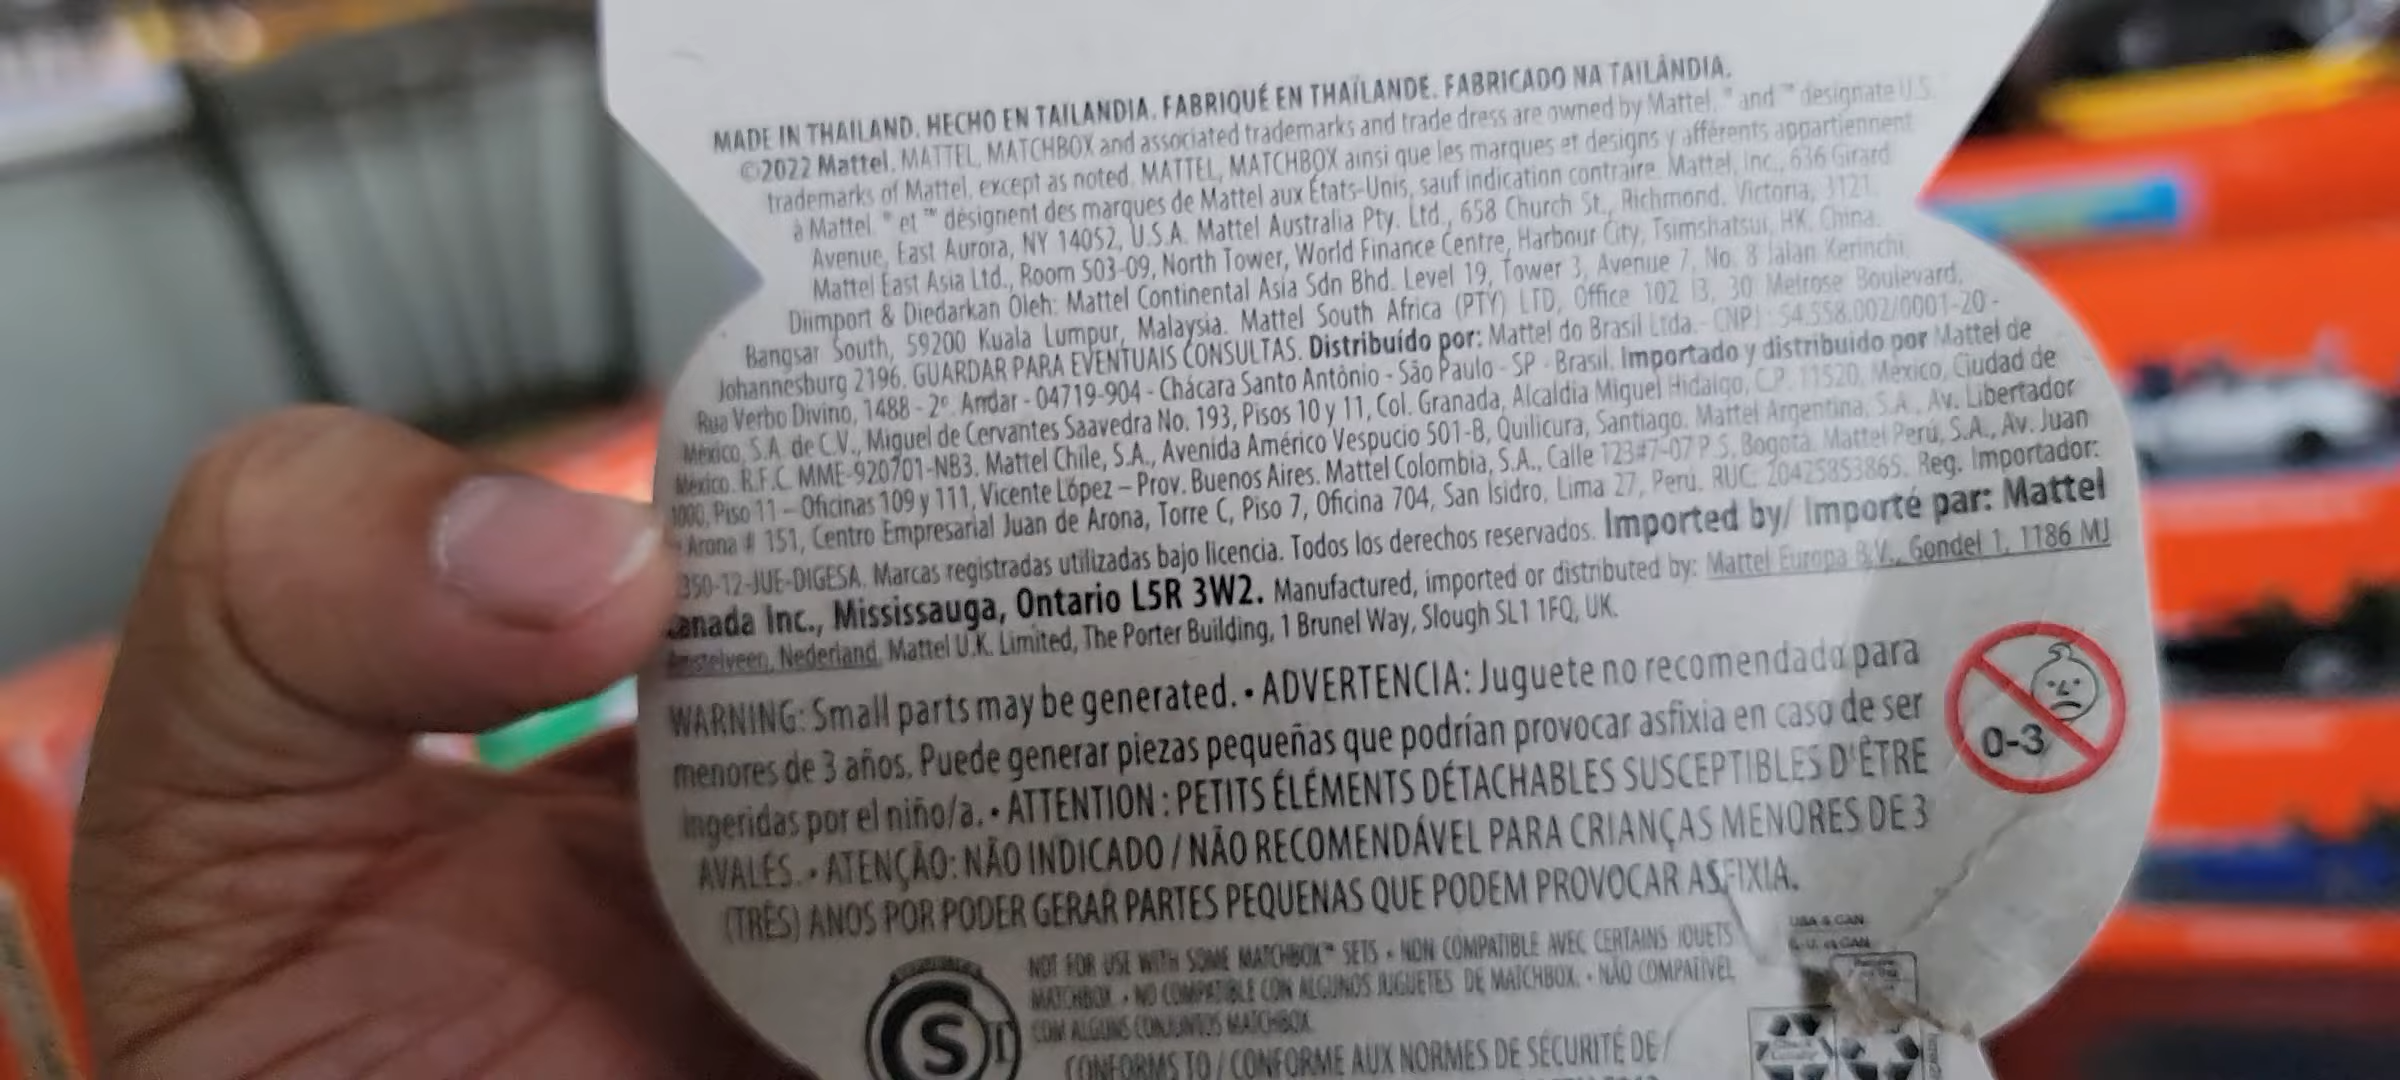 MADE IN THAILAND. HECHO EN TAILANDIA. FABRIQUÉ EN THAÏLANDE. FABRICADO NA TAILÂNDIA.
©2022 Mattel. MATTEL, MATCHBOX and associated trademarks and trade dress are owned by Mattel. ® and ™ designate U.S.
trademarks of Mattel, except as noted. MATTEL, MATCHBOX ainsi que les marques et designs y afférents appartiennent
à Mattel. ® et ™ désignent des marques de Mattel aux États-Unis, sauf indication contraire. Mattel, Inc., 636 Girard
Avenue, East Aurora, NY 14052, U.S.A. Mattel Australia Pty. Ltd., 658 Church St., Richmond, Victoria, 3121.
Mattel East Asia Ltd., Room 503-09, North Tower, World Finance Centre, Harbour City, Tsimshatsui, HK, China.
Diimport & Diedarkan Oleh: Mattel Continental Asia Sdn Bhd. Level 19, Tower 3, Avenue 7, No. 8 Jalan Kerinchi,
Bangsar South, 59200 Kuala Lumpur, Malaysia. Mattel South Africa (PTY) LTD, Office 102 I3, 30 Melrose Boulevard,
Johannesburg 2196. GUARDAR PARA EVENTUAIS CONSULTAS. Distribuído por: Mattel do Brasil Ltda.- CNPJ: 54.558.002/0001-20 -
Rua Verbo Divino, 1488 - 2º. Andar - 04719-904 - Chácara Santo Antônio - São Paulo - SP - Brasil. Importado y distribuido por Mattel de
México, S.A. de C.V., Miguel de Cervantes Saavedra No. 193, Pisos 10 y 11, Col. Granada, Alcaldía Miguel Hidalgo, C.P. 11520, México, Ciudad de
México. R.F.C. MME-920701-NB3. Mattel Chile, S.A., Avenida Américo Vespucio 501-B, Quilicura, Santiago. Mattel Argentina, S.A., Av. Libertador
1000, Piso 11 – Oficinas 109 y 111, Vicente López – Prov. Buenos Aires. Mattel Colombia, S.A., Calle 123#7-07 P.5, Bogotá. Mattel Perú, S.A., Av. Juan
Arona # 151, Centro Empresarial Juan de Arona, Torre C, Piso 7, Oficina 704, San Isidro, Lima 27, Perú. RUC: 20425853865. Reg. Importador:
350-12-JUE-DIGESA. Marcas registradas utilizadas bajo licencia. Todos los derechos reservados. Imported by/ Importé par: Mattel
anada Inc., Mississauga, Ontario L5R 3W2. Manufactured, imported or distributed by: Mattel Europa B.V., Gondel 1, 1186 MJ
Amstelveen, Nederland. Mattel U.K. Limited, The Porter Building, 1 Brunel Way, Slough SL1 1FQ, UK.
WARNING: Small parts may be generated. • ADVERTENCIA: Juguete no recomendado para
menores de 3 años. Puede generar piezas pequeñas que podrían provocar asfixia en caso de ser
ingeridas por el niño/a. • ATTENTION : PETITS ÉLÉMENTS DÉTACHABLES SUSCEPTIBLES D'ÊTRE
AVALÉS. • ATENÇÃO: NÃO INDICADO / NÃO RECOMENDÁVEL PARA CRIANÇAS MENORES DE 3
(TRÊS) ANOS POR PODER GERAR PARTES PEQUENAS QUE PODEM PROVOCAR ASFIXIA.
0-3
NOT FOR USE WITH SOME MATCHBOX™ SETS • NON COMPATIBLE AVEC CERTAINS JOUETS
MATCHBOX. • NO COMPATIBLE CON ALGUNOS JUGUETES DE MATCHBOX. • NÃO COMPATÍVEL
COM ALGUNS CONJUNTOS MATCHBOX.
CONFORMS TO / CONFORME AUX NORMES DE SÉCURITÉ DE /
S
USA & CAN